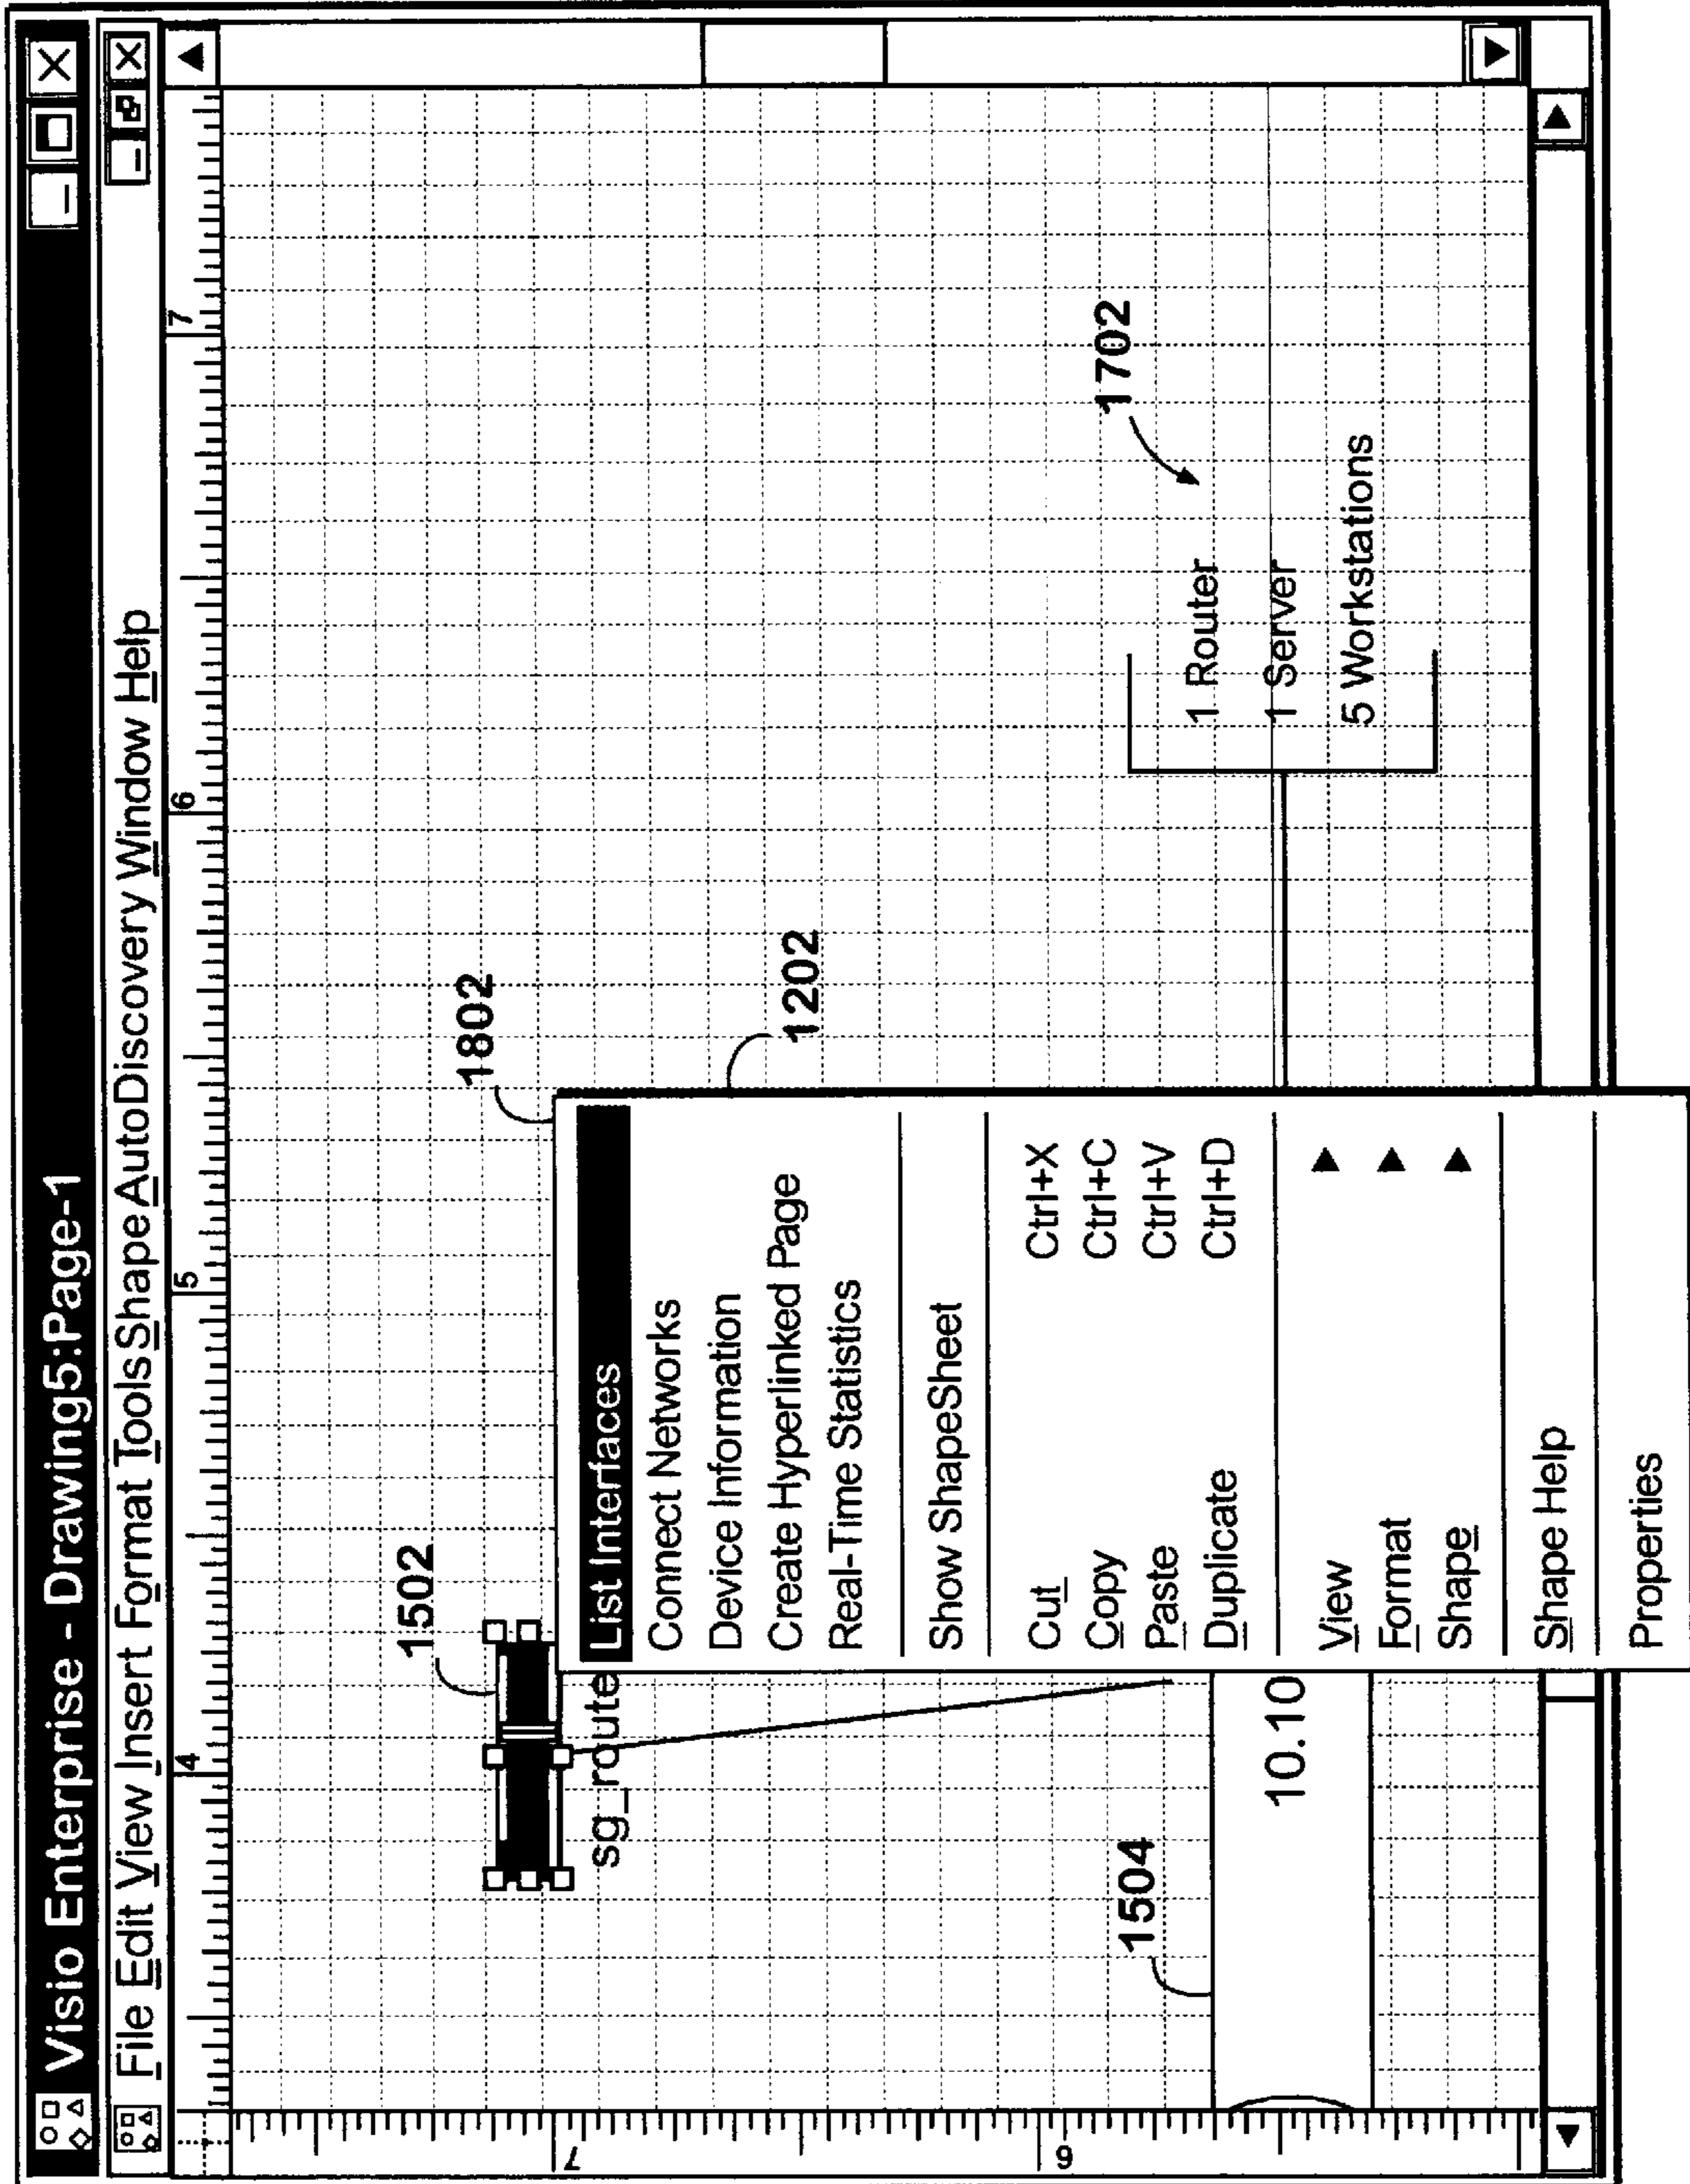 Visio Enterprise - Drawing5:Page-1
File Edit View Insert Format Tools Shape AutoDiscovery Window Help
4 5 6 7
7
6
1502
sg_route
1802
1202
List Interfaces
Connect Networks
Device Information
Create Hyperlinked Page
Real-Time Statistics
Show ShapeSheet
Cut Ctrl+X
Copy Ctrl+C
Paste Ctrl+V
Duplicate Ctrl+D
View
Format
Shape
Shape Help
Properties
1504
10.10
1702
1 Router
1 Server
5 Workstations